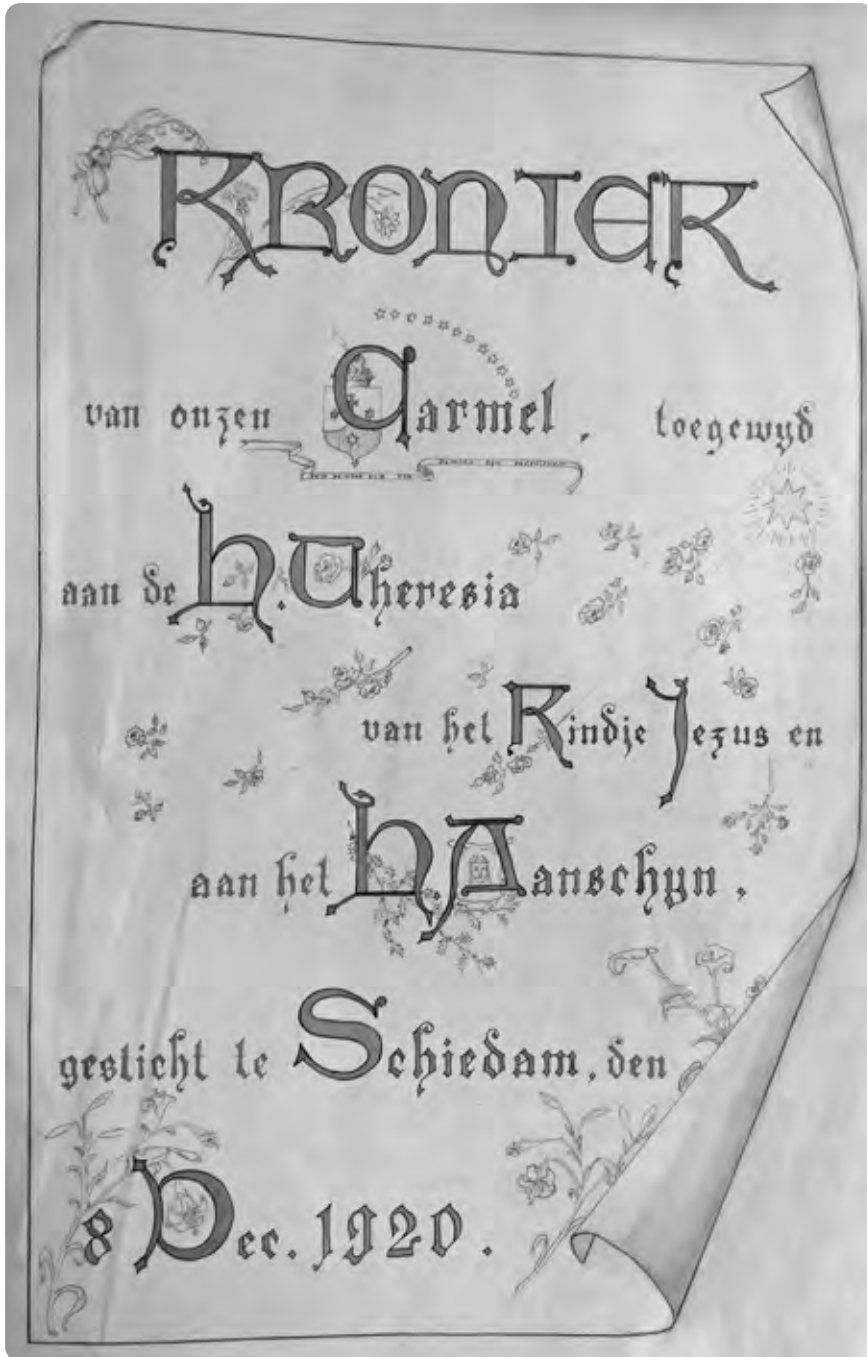 KRONIEK
van onzen Carmel, toegewyd
aan de H. Theresia
van het Kindje Jezus en
aan het H Aanschyn,
gesticht te Schiedam, den
8 Dec. 1920.